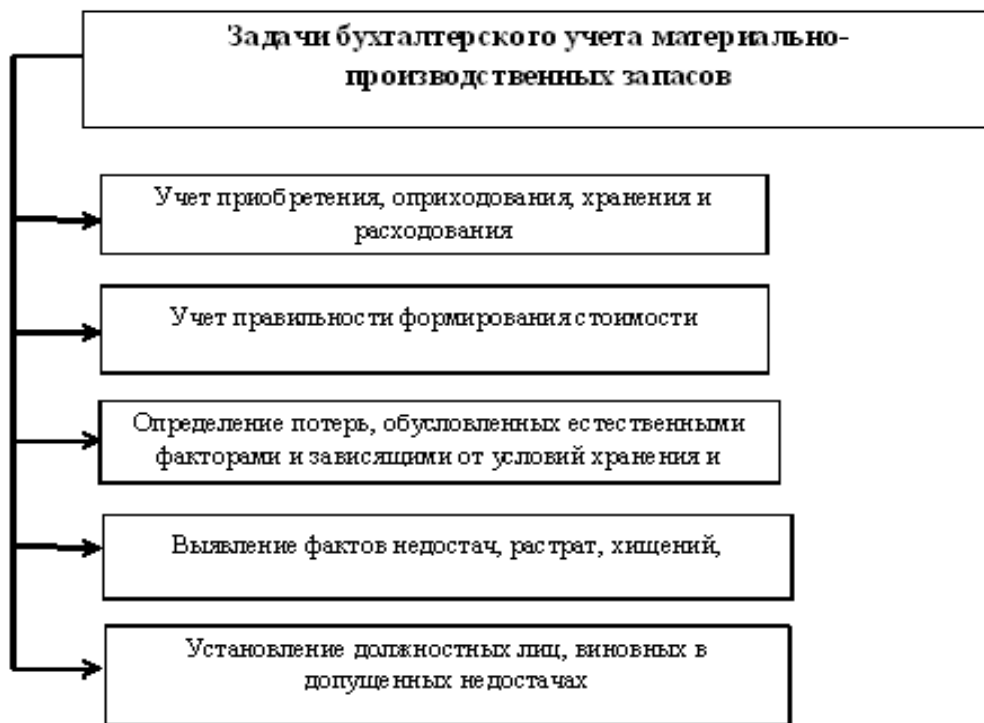 Задачи бухгалтерского учета материально-
производственных запасов
Учет приобретения, оприходования, хранения и
расходования
Учет правильности формирования стоимости
Определение потерь, обусловленных естественными
факторами и зависящими от условий хранения и
Выявление фактов недостач, растрат, хищений,
Установление должностных лиц, виновных в
допущенных недостачах